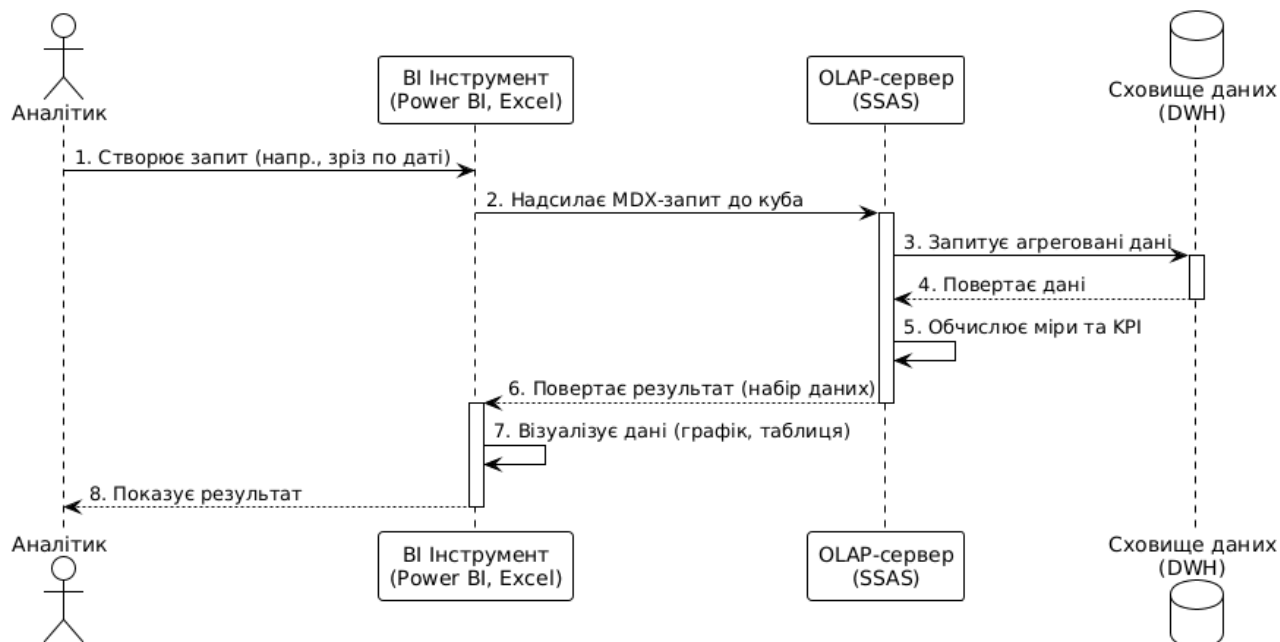 Аналітик
BI Інструмент
(Power BI, Excel)
OLAP-сервер
(SSAS)
Сховище даних
(DWH)
1. Створює запит (напр., зріз по даті)
2. Надсилає MDX-запит до куба
3. Запитує агреговані дані
4. Повертає дані
5. Обчислює міри та KPI
6. Повертає результат (набір даних)
7. Візуалізує дані (графік, таблиця)
8. Показує результат
Аналітик
BI Інструмент
(Power BI, Excel)
OLAP-сервер
(SSAS)
Сховище даних
(DWH)